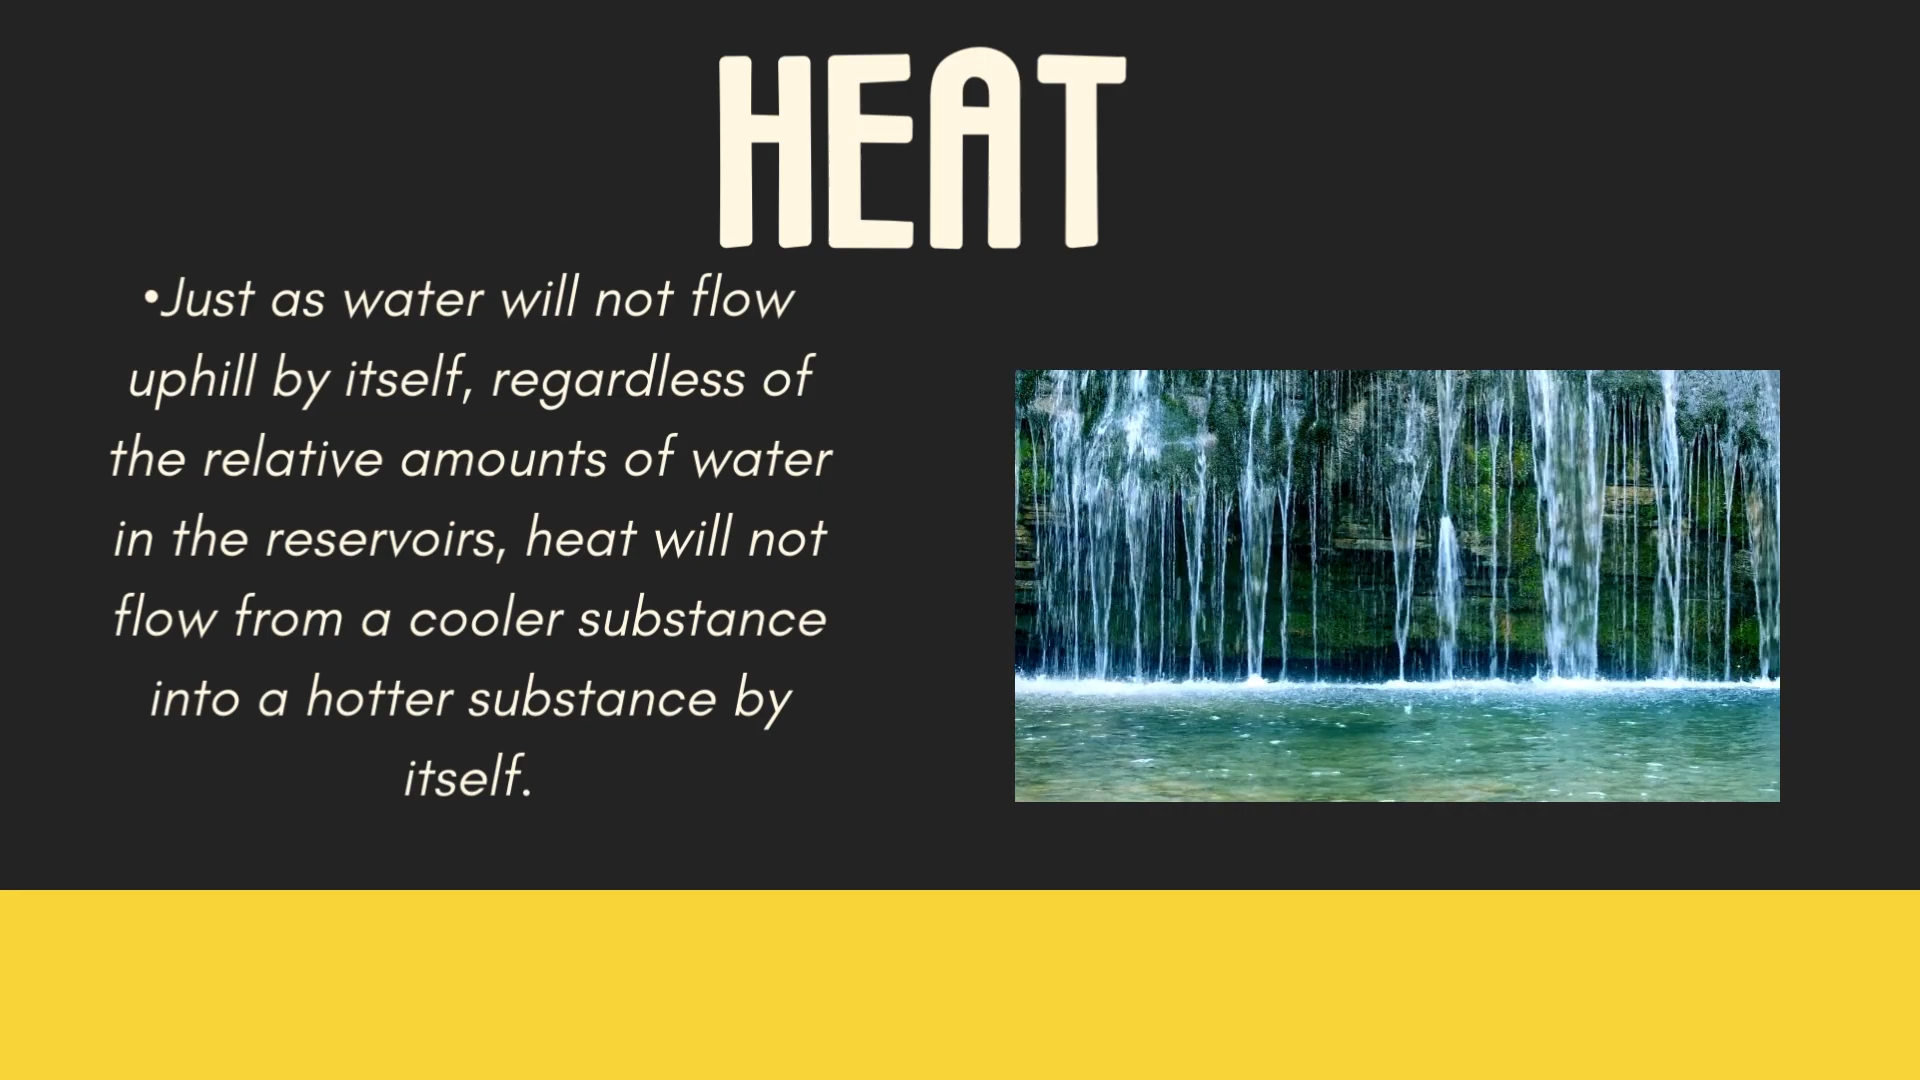 HEAT
•Just as water will not flow
uphill by itself, regardless of
the relative amounts of water
in the reservoirs, heat will not
flow from a cooler substance
into a hotter substance by
itself.